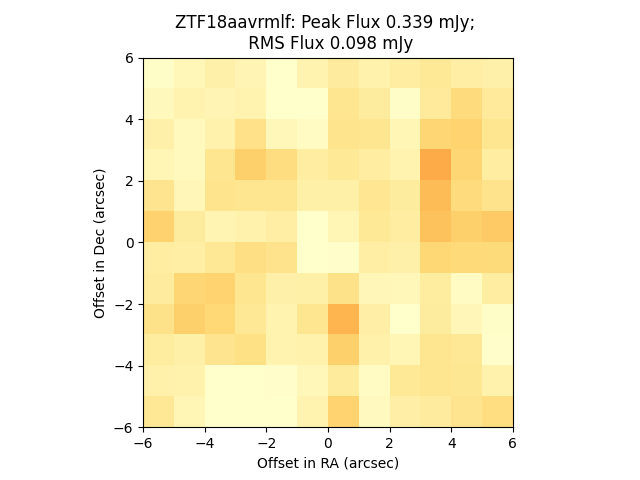 ZTF18aavrmlf: Peak Flux 0.339 mJy;
RMS Flux 0.098 mJy
6
4
2
0
−2
−4
−6
Offset in Dec (arcsec)
−6 −4 −2 0 2 4 6
Offset in RA (arcsec)